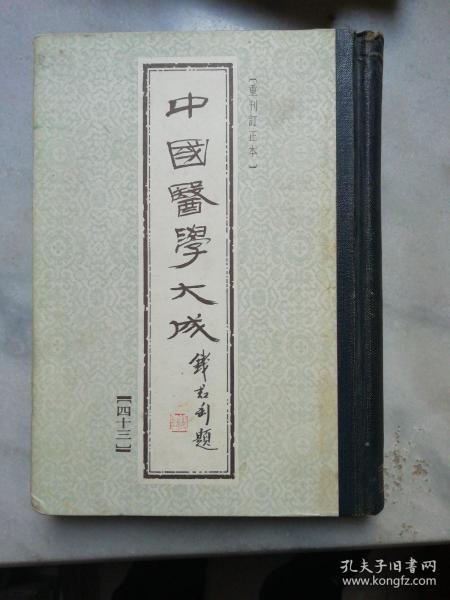 【重刊訂正本】
中國醫學大成
錢君匋題
【四十三】
孔夫子旧书网
www.kongfz.com